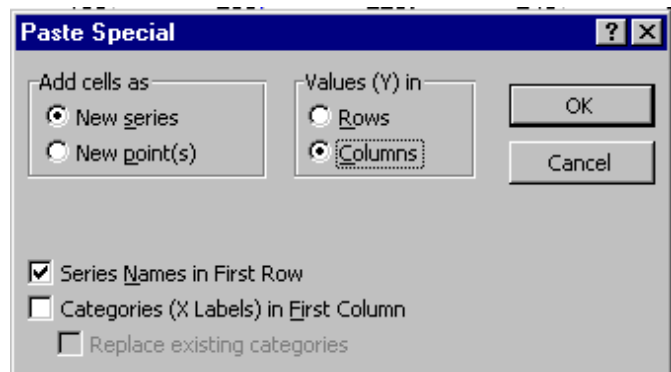 Paste Special
Add cells as
New series
New point(s)
Values (Y) in
Rows
Columns
OK
Cancel
Series Names in First Row
Categories (X Labels) in First Column
Replace existing categories